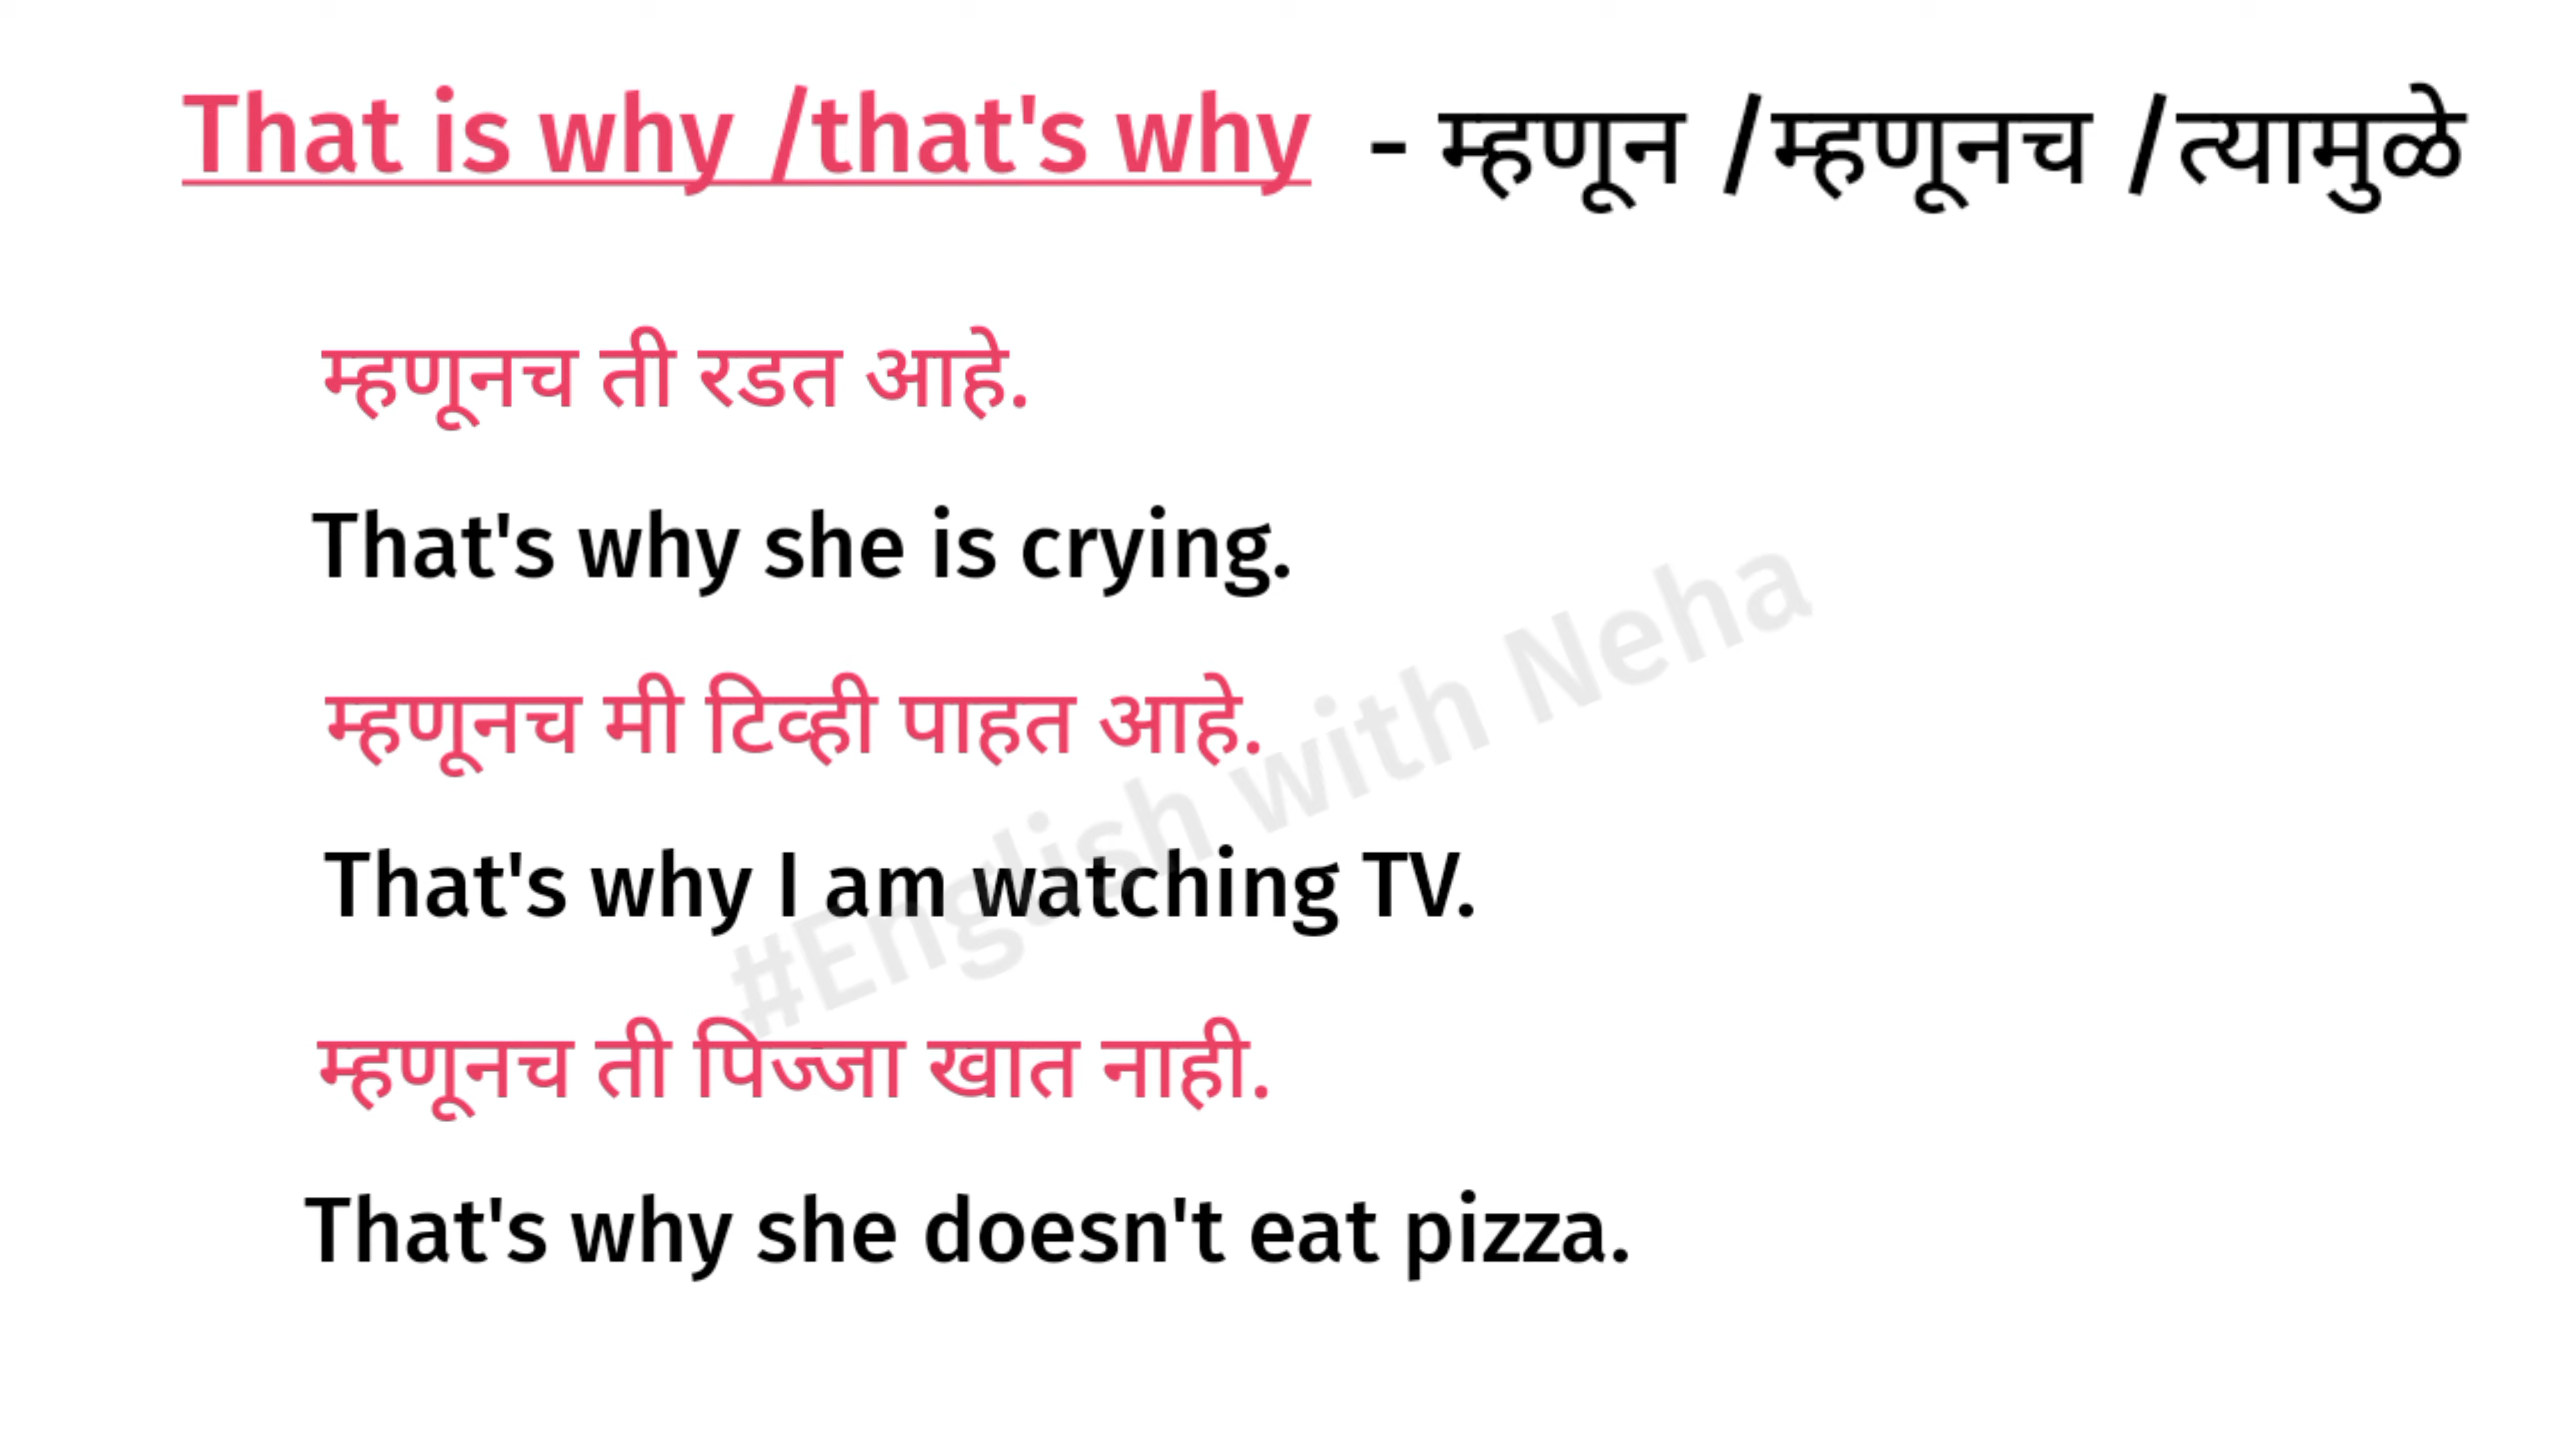 That is why /that's why - म्हणून /म्हणूनच /त्यामुळे
म्हणूनच ती रडत आहे.
That's why she is crying.
म्हणूनच मी टिव्ही पाहत आहे.
That's why I am watching TV.
म्हणूनच ती पिज्जा खात नाही.
That's why she doesn't eat pizza.
#English with Neha